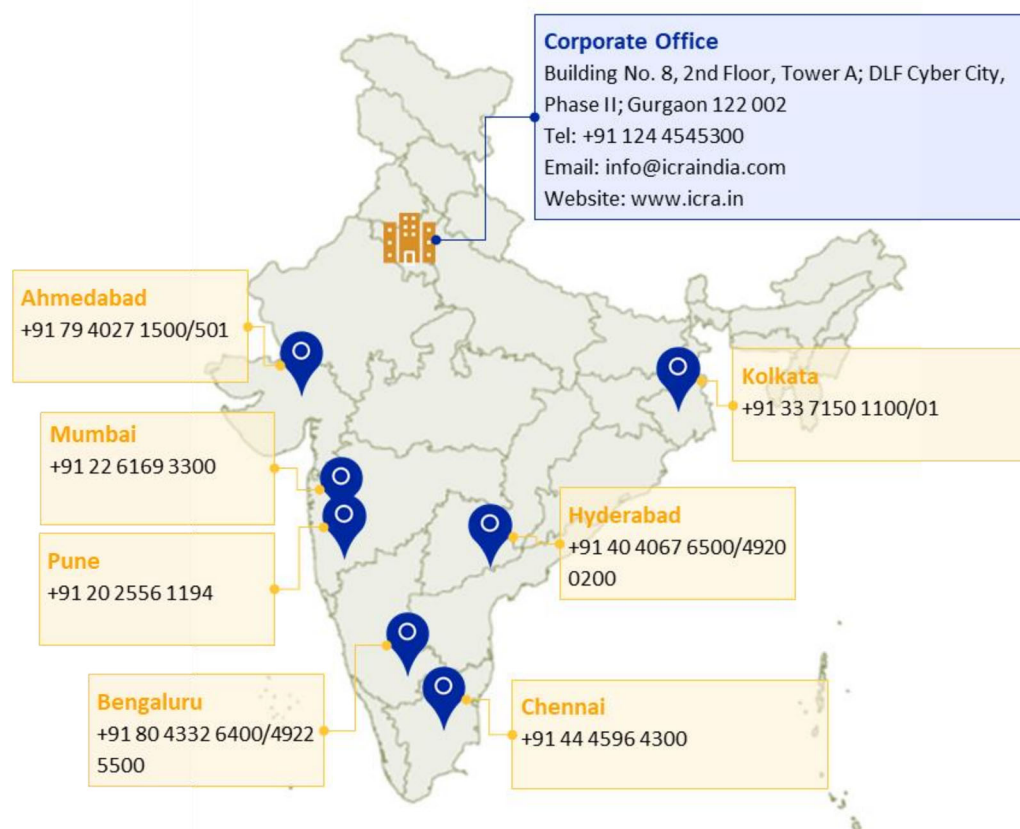 Corporate Office
Building No. 8, 2nd Floor, Tower A; DLF Cyber City,
Phase II; Gurgaon 122 002
Tel: +91 124 4545300
Email: info@icraindia.com
Website: www.icra.in
Ahmedabad
+91 79 4027 1500/501
Kolkata
+91 33 7150 1100/01
Mumbai
+91 22 6169 3300
Hyderabad
+91 40 4067 6500/4920
0200
Pune
+91 20 2556 1194
Bengaluru
+91 80 4332 6400/4922
5500
Chennai
+91 44 4596 4300